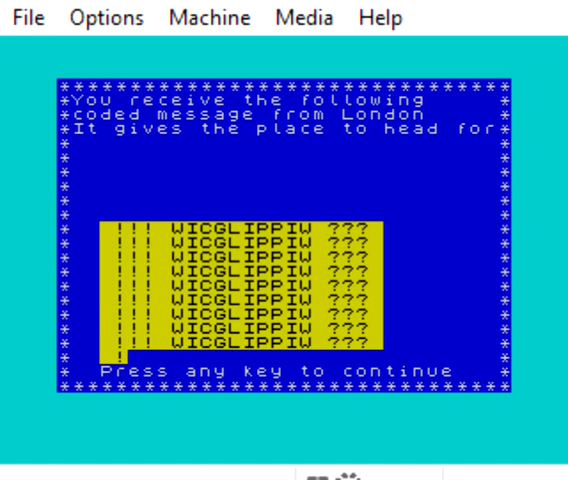 File Options Machine Media Help
********************************
*You receive the following *
*coded message from London *
*It gives the place to head for*
* *
* *
* *
* *
* *
* *
* !!! WICGLIPPIW ??? *
* !!! WICGLIPPIW ??? *
* !!! WICGLIPPIW ??? *
* !!! WICGLIPPIW ??? *
* !!! WICGLIPPIW ??? *
* !!! WICGLIPPIW ??? *
* !!! WICGLIPPIW ??? *
* !!! WICGLIPPIW ??? *
* !!! WICGLIPPIW ??? *
* ! *
* Press any key to continue *
********************************